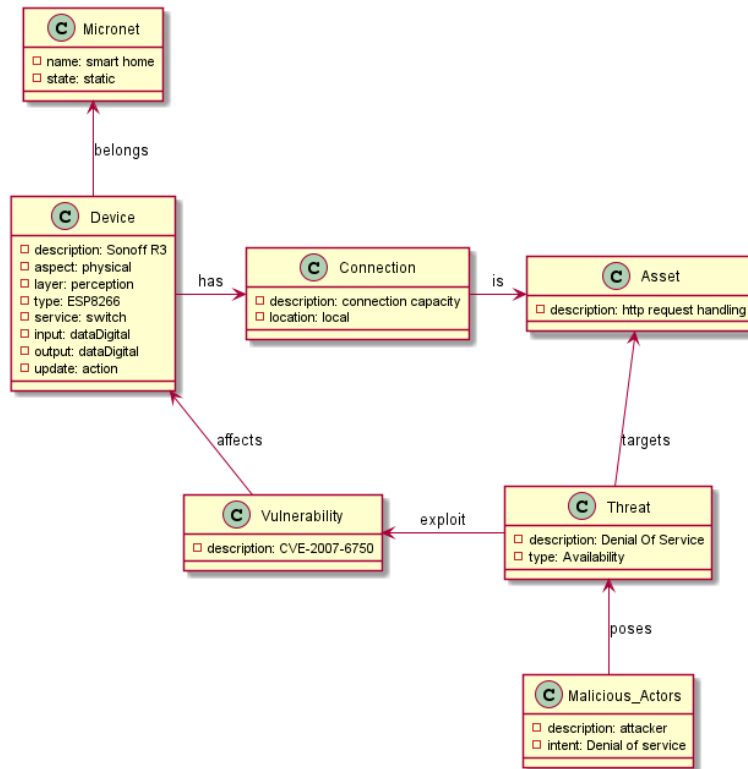 C Micronet
name: smart home
state: static
belongs
C Device
description: Sonoff R3
aspect: physical
layer: perception
type: ESP8266
service: switch
input: dataDigital
output: dataDigital
update: action
has
C Connection
description: connection capacity
location: local
is
C Asset
description: http request handling
affects
targets
C Vulnerability
description: CVE-2007-6750
exploit
C Threat
description: Denial Of Service
type: Availability
poses
C Malicious_Actors
description: attacker
intent: Denial of service